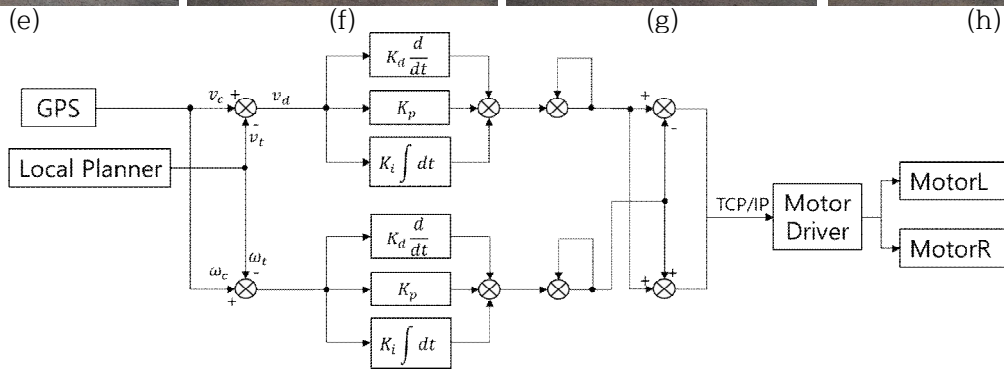 (e) (f) (g) (h)
K_d d/dt
GPS
v_c + v_d
K_p
+
-
v_t
-
Local Planner
K_i ∫ dt
MotorL
TCP/IP
Motor
Driver
K_d d/dt
MotorR
ω_t
ω_c - + +
+
K_p
K_i ∫ dt